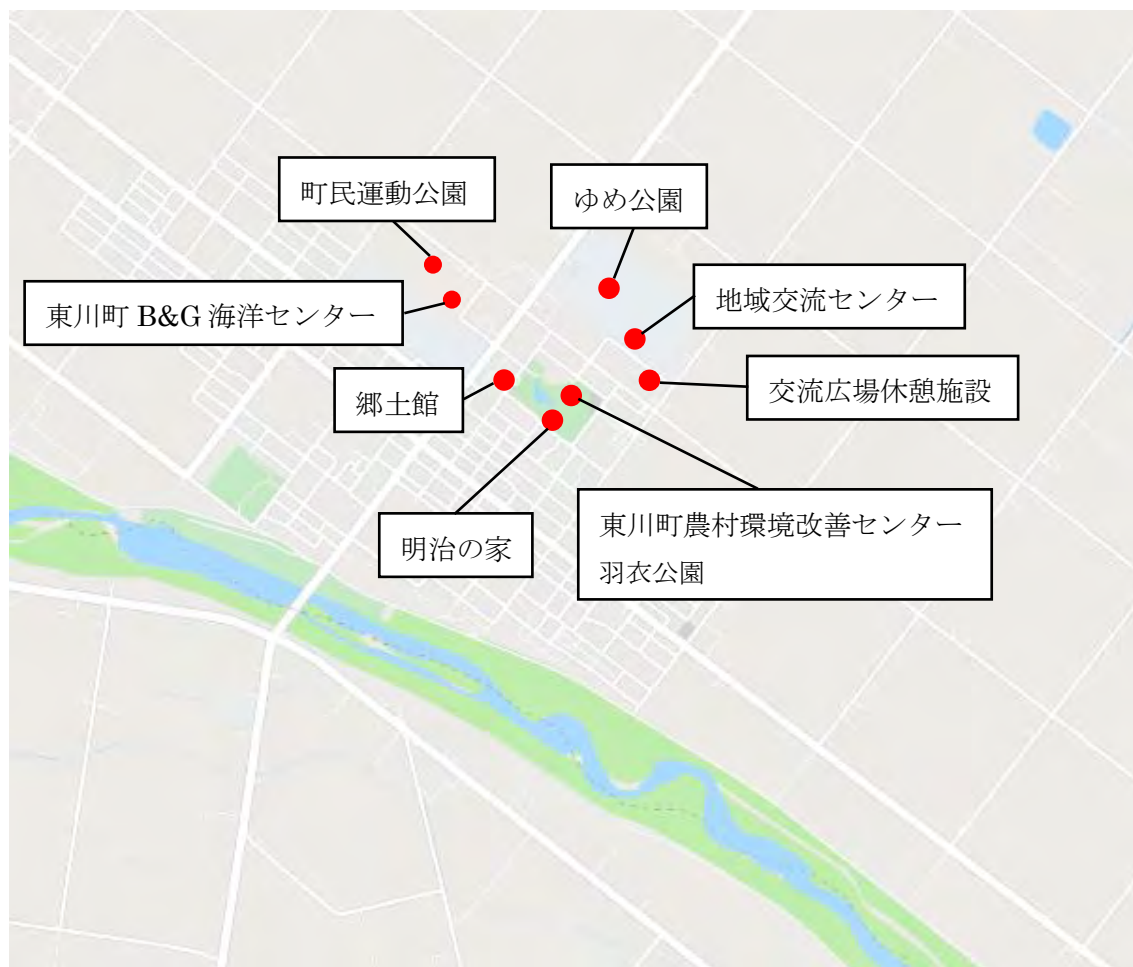 町民運動公園
ゆめ公園
東川町 B&G 海洋センター
地域交流センター
郷土館
交流広場休憩施設
明治の家
東川町農村環境改善センター
羽衣公園